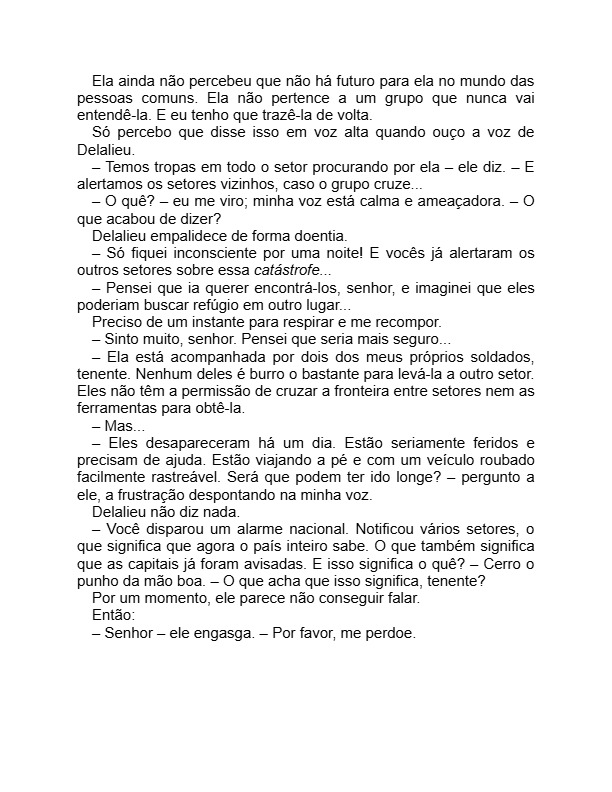 Ela ainda não percebeu que não há futuro para ela no mundo das
pessoas comuns. Ela não pertence a um grupo que nunca vai
entendê-la. E eu tenho que trazê-la de volta.
Só percebo que disse isso em voz alta quando ouço a voz de
Delalieu.
– Temos tropas em todo o setor procurando por ela – ele diz. – E
alertamos os setores vizinhos, caso o grupo cruze...
– O quê? – eu me viro; minha voz está calma e ameaçadora. – O
que acabou de dizer?
Delalieu empalidece de forma doentia.
– Só fiquei inconsciente por uma noite! E vocês já alertaram os
outros setores sobre essa catástrofe...
– Pensei que ia querer encontrá-los, senhor, e imaginei que eles
poderiam buscar refúgio em outro lugar...
Preciso de um instante para respirar e me recompor.
– Sinto muito, senhor. Pensei que seria mais seguro...
– Ela está acompanhada por dois dos meus próprios soldados,
tenente. Nenhum deles é burro o bastante para levá-la a outro setor.
Eles não têm a permissão de cruzar a fronteira entre setores nem as
ferramentas para obtê-la.
– Mas...
– Eles desapareceram há um dia. Estão seriamente feridos e
precisam de ajuda. Estão viajando a pé e com um veículo roubado
facilmente rastreável. Será que podem ter ido longe? – pergunto a
ele, a frustração despontando na minha voz.
Delalieu não diz nada.
– Você disparou um alarme nacional. Notificou vários setores, o
que significa que agora o país inteiro sabe. O que também significa
que as capitais já foram avisadas. E isso significa o quê? – Cerro o
punho da mão boa. – O que acha que isso significa, tenente?
Por um momento, ele parece não conseguir falar.
Então:
– Senhor – ele engasga. – Por favor, me perdoe.